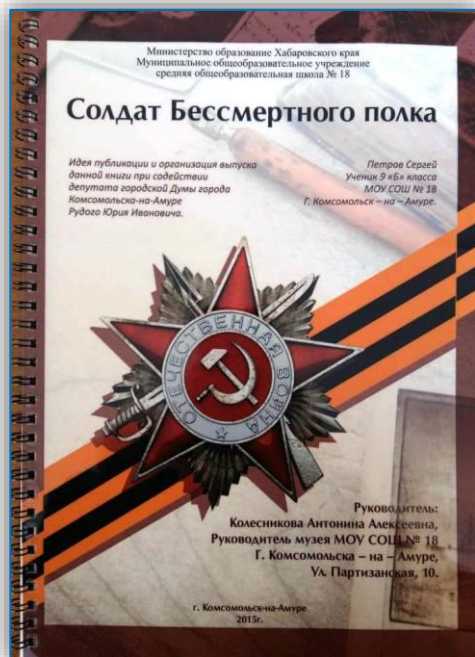 Министерство образование Хабаровского края
Муниципальное общеобразовательное учреждение
средняя общеобразовательная школа № 18
Солдат Бессмертного полка
Идея публикации и организация выпуска
данной книги при содействии
депутата городской Думы города
Комсомольска-на-Амуре
Рудого Юрия Ивановича.
Петров Сергей
Ученик 9 «Б» класса
МОУ СОШ № 18
Г. Комсомольск – на – Амуре.
ОТЕЧЕСТВЕННАЯ ВОЙНА
Руководитель:
Колесникова Антонина Алексеевна,
Руководитель музея МОУ СОШ № 18
Г. Комсомольска – на – Амуре,
Ул. Партизанская, 10.
г. Комсомольск-на-Амуре
2015г.